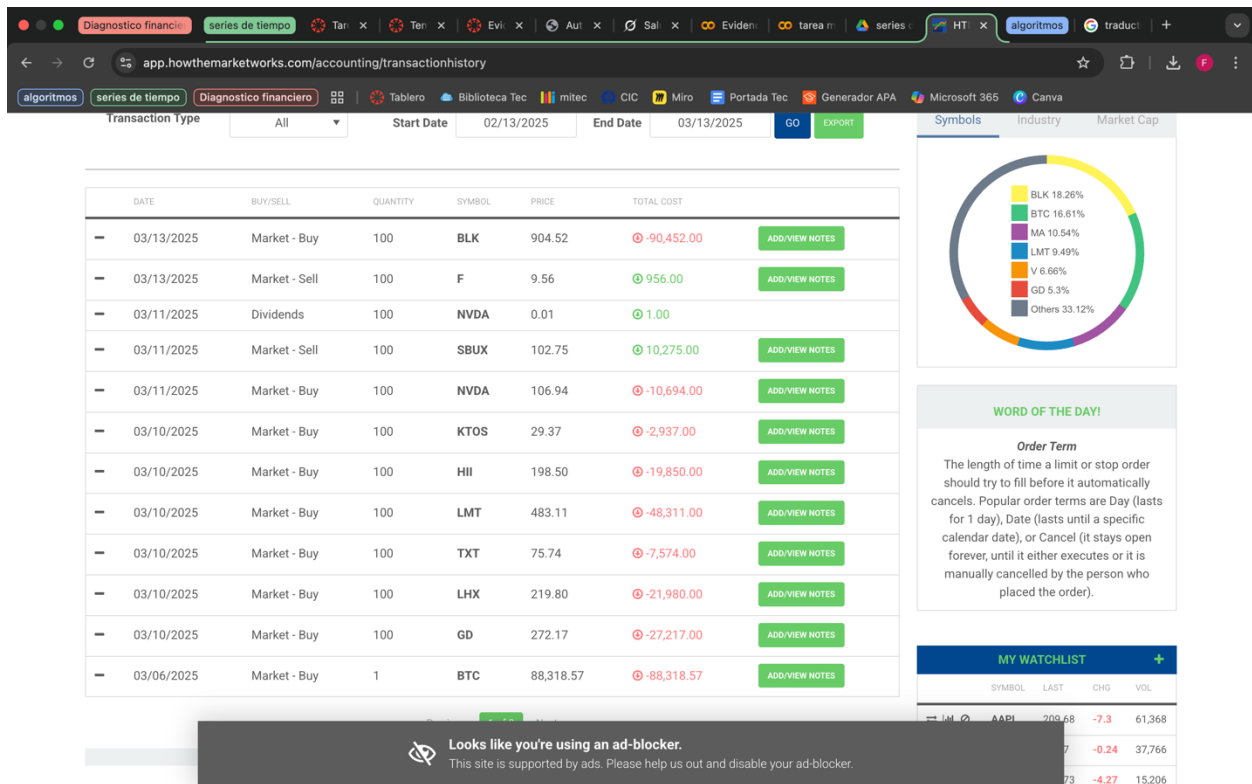 Diagnostico financier
series de tiempo
Tare
Ten
Evic
Aut
Salu
Evidenc
tarea m
series c
HTI
algoritmos
traduct
app.howthemarketworks.com/accounting/transactionhistory
F
algoritmos
series de tiempo
Diagnostico financiero
Tablero
Biblioteca Tec
mitec
CIC
Miro
Portada Tec
Generador APA
Microsoft 365
Canva
Transaction Type All Start Date 02/13/2025 End Date 03/13/2025 GO EXPORT
DATE BUY/SELL QUANTITY SYMBOL PRICE TOTAL COST
03/13/2025 Market - Buy 100 BLK 904.52 -90,452.00 ADD/VIEW NOTES
03/13/2025 Market - Sell 100 F 9.56 956.00 ADD/VIEW NOTES
03/11/2025 Dividends 100 NVDA 0.01 1.00
03/11/2025 Market - Sell 100 SBUX 102.75 10,275.00 ADD/VIEW NOTES
03/11/2025 Market - Buy 100 NVDA 106.94 -10,694.00 ADD/VIEW NOTES
03/10/2025 Market - Buy 100 KTOS 29.37 -2,937.00 ADD/VIEW NOTES
03/10/2025 Market - Buy 100 HII 198.50 -19,850.00 ADD/VIEW NOTES
03/10/2025 Market - Buy 100 LMT 483.11 -48,311.00 ADD/VIEW NOTES
03/10/2025 Market - Buy 100 TXT 75.74 -7,574.00 ADD/VIEW NOTES
03/10/2025 Market - Buy 100 LHX 219.80 -21,980.00 ADD/VIEW NOTES
03/10/2025 Market - Buy 100 GD 272.17 -27,217.00 ADD/VIEW NOTES
03/06/2025 Market - Buy 1 BTC 88,318.57 -88,318.57 ADD/VIEW NOTES
Symbols Industry Market Cap
BLK 18.26%
BTC 16.61%
MA 10.54%
LMT 9.49%
V 6.66%
GD 5.3%
Others 33.12%
WORD OF THE DAY!
Order Term
The length of time a limit or stop order
should try to fill before it automatically
cancels. Popular order terms are Day (lasts
for 1 day), Date (lasts until a specific
calendar date), or Cancel (it stays open
forever, until it either executes or it is
manually cancelled by the person who
placed the order).
MY WATCHLIST +
SYMBOL LAST CHG VOL
AAPL 209.68 -7.3 61,368
7 -0.24 37,766
73 -4.27 15,206
Looks like you're using an ad-blocker.
This site is supported by ads. Please help us out and disable your ad-blocker.